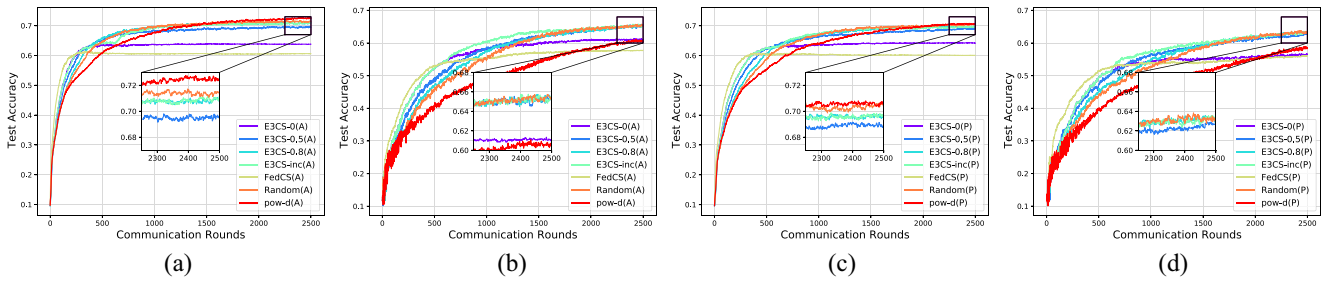 Test Accuracy
0.7
0.6
0.5
0.4
0.3
0.2
0.1
0 500 1000 1500 2000 2500
Communication Rounds
0.72
0.70
0.68
2300 2400 2500
E3CS-0(A)
E3CS-0,5(A)
E3CS-0.8(A)
E3CS-inc(A)
FedCS(A)
Random(A)
pow-d(A)
(a)
Test Accuracy
0.7
0.6
0.5
0.4
0.3
0.2
0.1
0 500 1000 1500 2000 2500
Communication Rounds
0.68
0.66
0.64
0.62
0.60
2300 2400 2500
E3CS-0(A)
E3CS-0,5(A)
E3CS-0.8(A)
E3CS-inc(A)
FedCS(A)
Random(A)
pow-d(A)
(b)
Test Accuracy
0.7
0.6
0.5
0.4
0.3
0.2
0.1
0 500 1000 1500 2000 2500
Communication Rounds
0.72
0.70
0.68
2300 2400 2500
E3CS-0(P)
E3CS-0,5(P)
E3CS-0.8(P)
E3CS-inc(P)
FedCS(P)
Random(P)
pow-d(P)
(c)
Test Accuracy
0.7
0.6
0.5
0.4
0.3
0.2
0.1
0 500 1000 1500 2000 2500
Communication Rounds
0.68
0.66
0.64
0.62
0.60
2300 2400 2500
E3CS-0(P)
E3CS-0,5(P)
E3CS-0.8(P)
E3CS-inc(P)
FedCS(P)
Random(P)
pow-d(P)
(d)